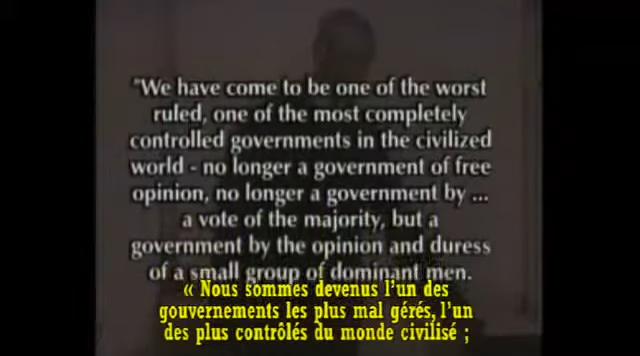 "We have come to be one of the worst
ruled, one of the most completely
controlled governments in the civilized
world - no longer a government of free
opinion, no longer a government by ...
a vote of the majority, but a
government by the opinion and duress
of a small group of dominant men.
« Nous sommes devenus l'un des
gouvernements les plus mal gérés, l'un
des plus contrôlés du monde civilisé ;